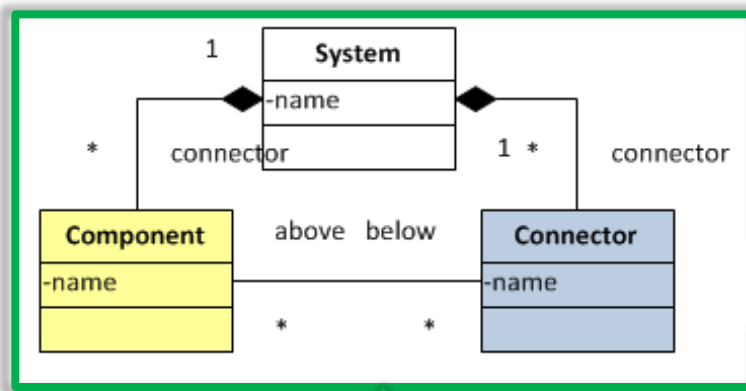 1 System
-name
* connector 1 * connector
Component above below Connector
-name -name
* *